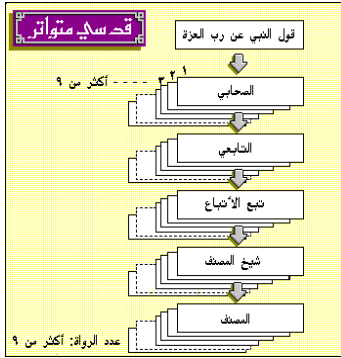 قدسي متواتر
قول النبي عن رب العزة
١ ٢ ٣ - - - - أكثر من ٩
الصحابي
التابعي
تبع الأتباع
شيخ المصنف
المصنف
عدد الرواة: أكثر من ٩